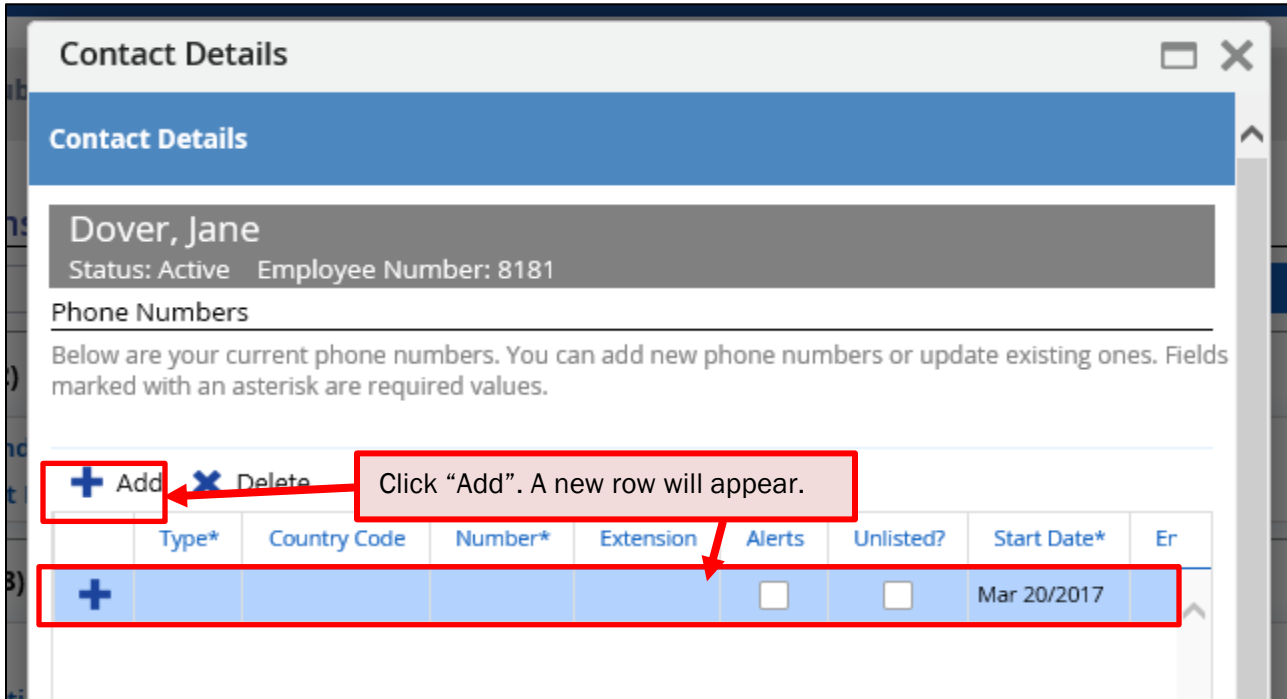 Contact Details
Contact Details
Dover, Jane
Status: Active Employee Number: 8181
Phone Numbers
Below are your current phone numbers. You can add new phone numbers or update existing ones. Fields
marked with an asterisk are required values.
Add Delete
Click “Add”. A new row will appear.
Type* Country Code Number* Extension Alerts Unlisted? Start Date* Er
Mar 20/2017